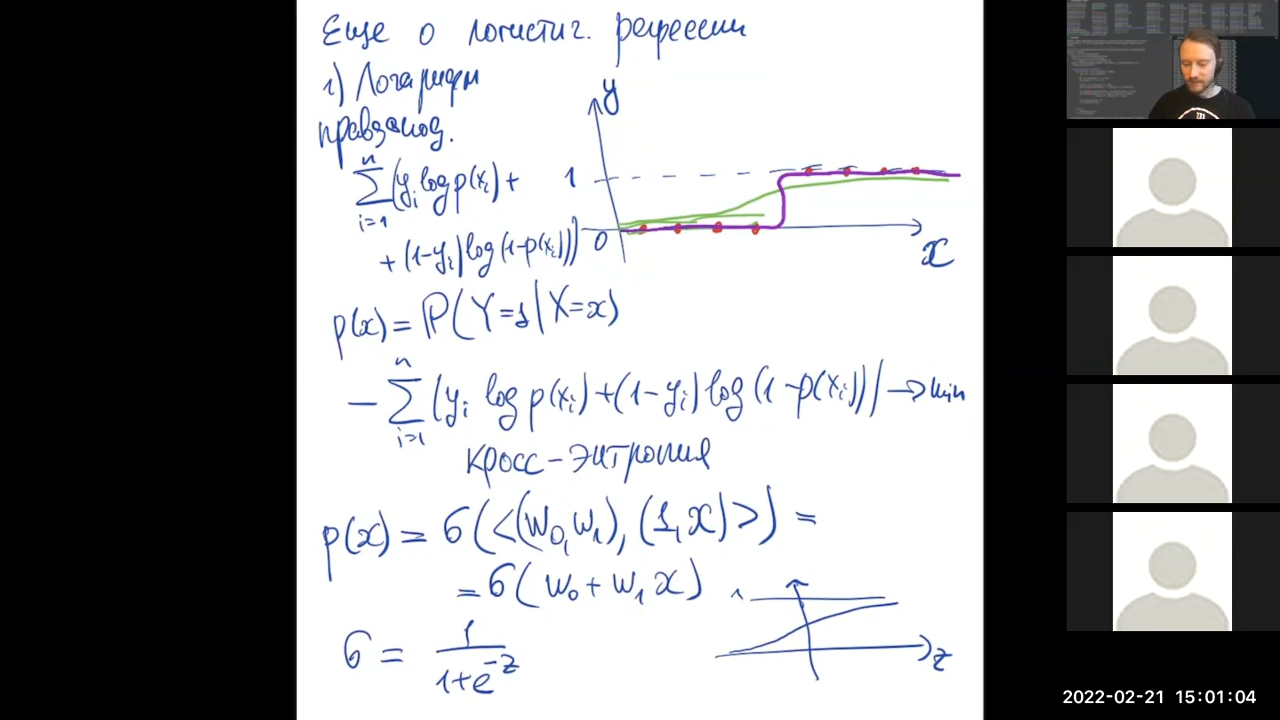 Еще о логистич. регрессии
1) Логарифм
правдопод.
∑ᵢ₌₁ⁿ (yᵢ log p(xᵢ) +
+ (1-yᵢ) log (1-p(xᵢ)))
y
1
0
x
p(x) = P(Y=1|X=x)
- ∑ᵢ₌₁ⁿ (yᵢ log p(xᵢ) + (1-yᵢ) log (1-p(xᵢ))) → min
кросс-энтропия
p(x) = σ(<(w₀,w₁), (1,x)>) =
= σ(w₀ + w₁x)
1
z
σ = 1/(1+e^-z)
2022-02-21 15:01:04